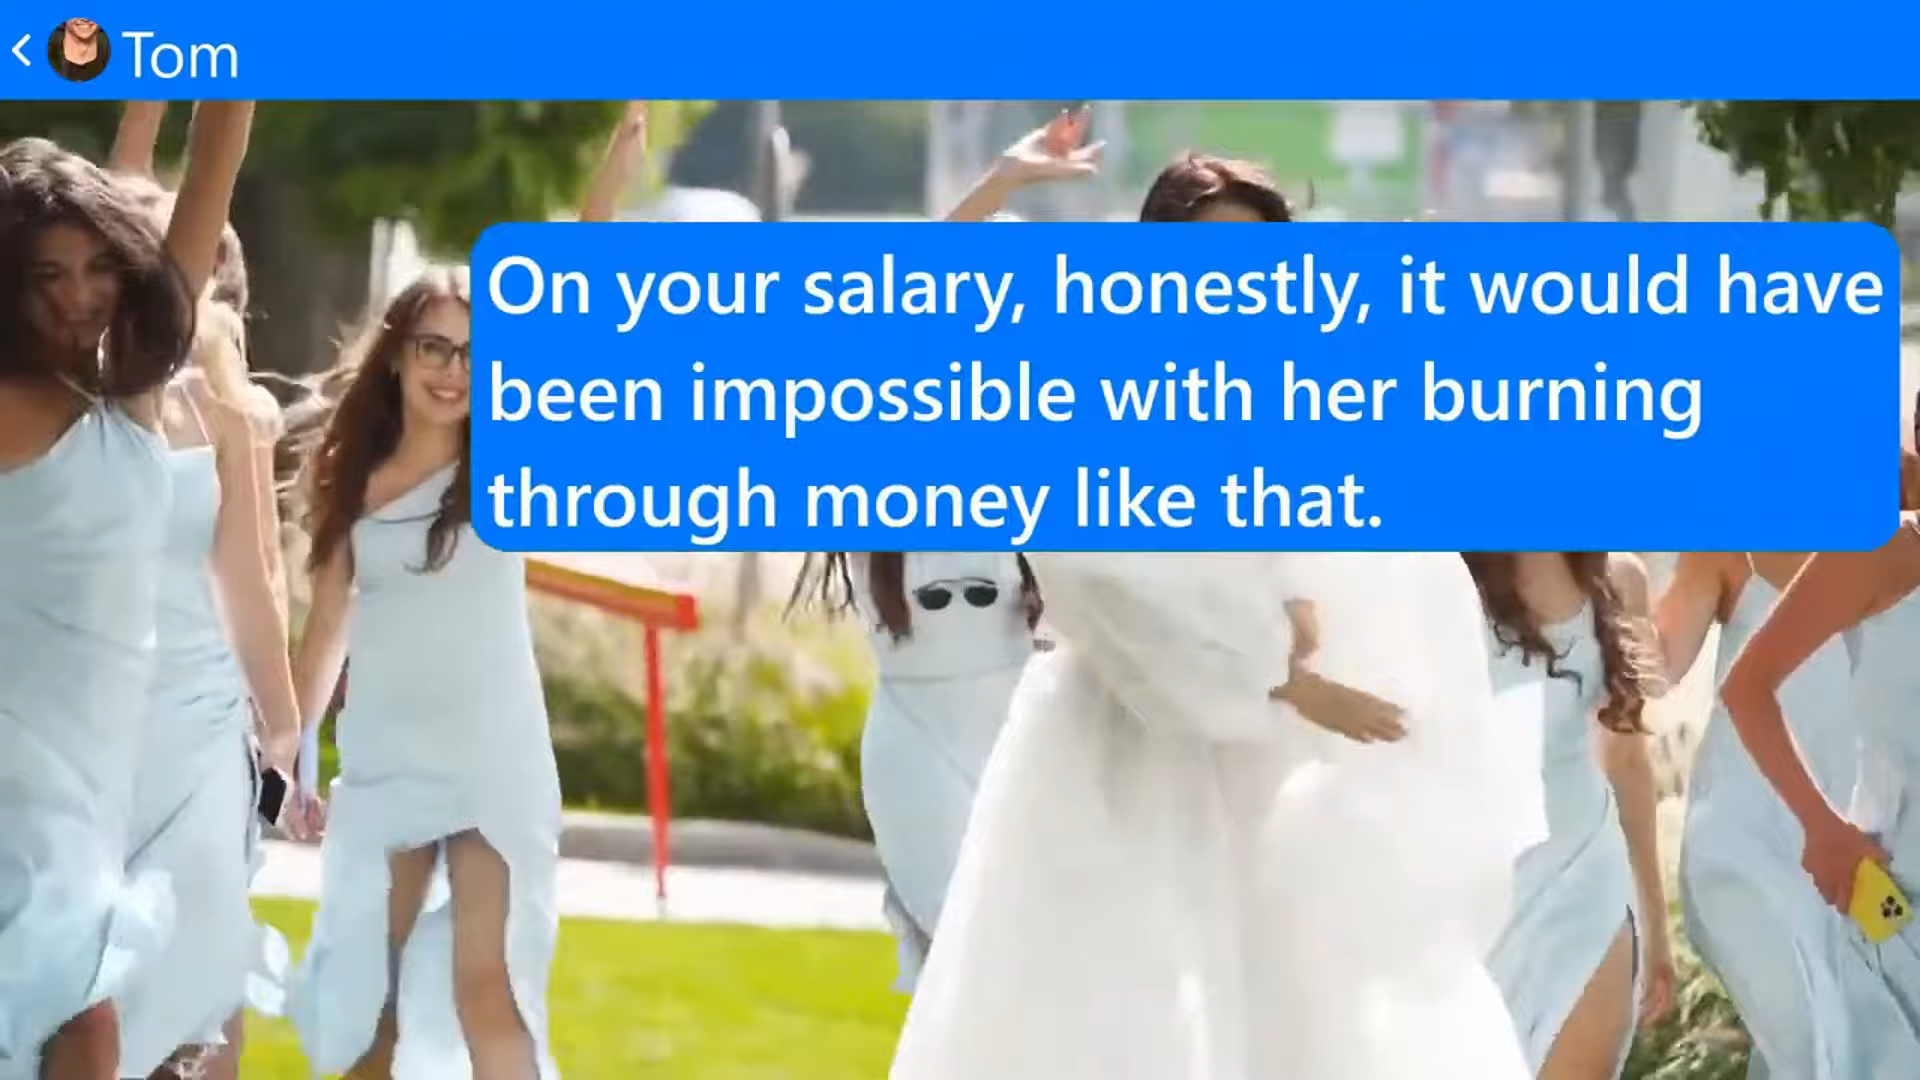 Tom
On your salary, honestly, it would have
been impossible with her burning
through money like that.